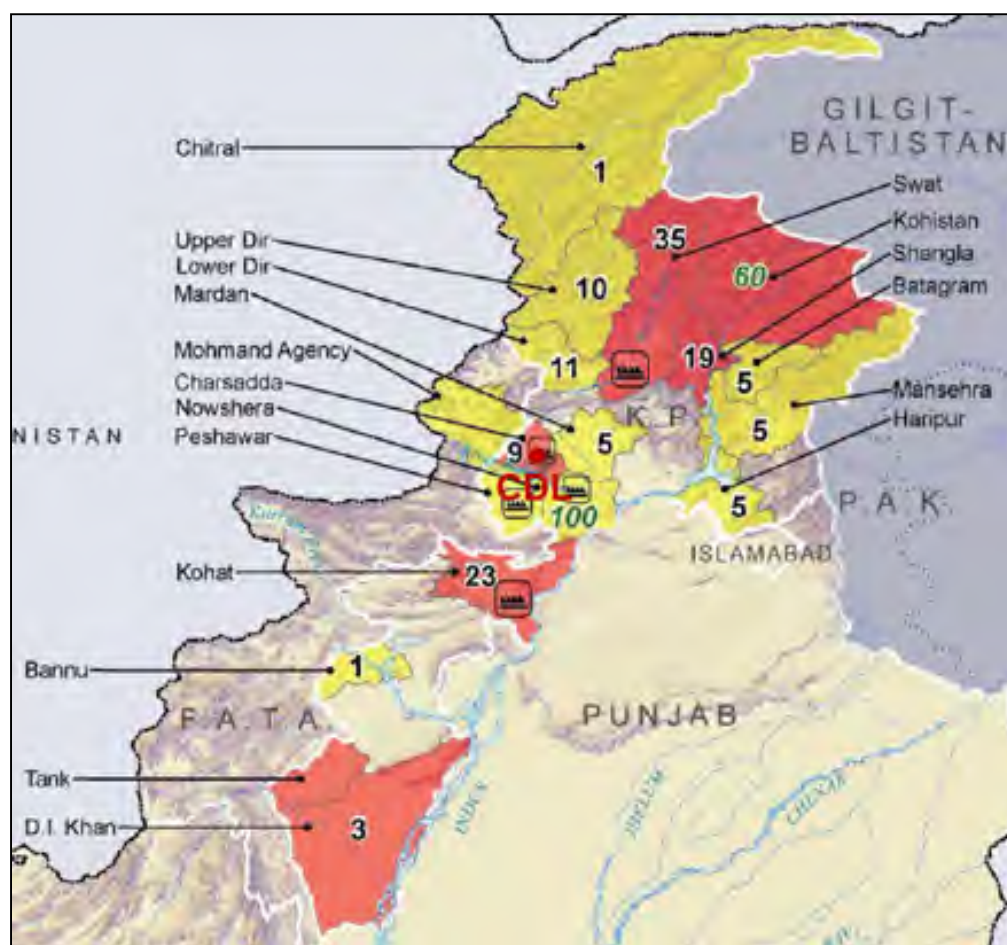 GILGIT-
BALTISTAN
Chitral
1
Swat
35
Kohistan
60
Upper Dir
Shangla
Lower Dir
10
Batagram
Mardan
19
Mohmand Agency
11
5
Mansehra
Charsadda
K P
Haripur
Nowshera
NISTAN
9
5
5
Peshawar
CDL
5
P. A. K.
100
ISLAMABAD
Kohat
23
Bannu
1
F. A. T. A.
PUNJAB
Tank
INDUS
JHELUM
CHENAB
D.I. Khan
3